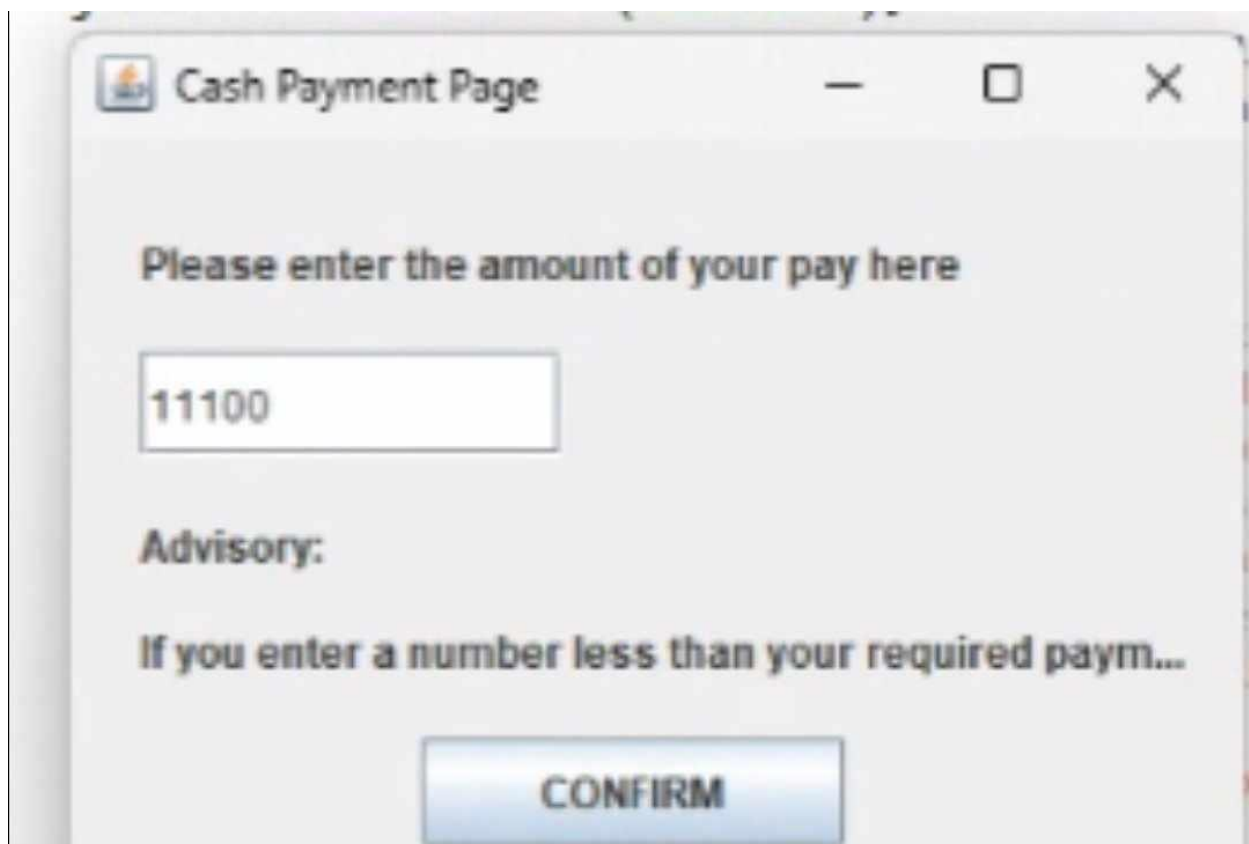 Cash Payment Page
Please enter the amount of your pay here
11100
Advisory:
If you enter a number less than your required paym...
CONFIRM